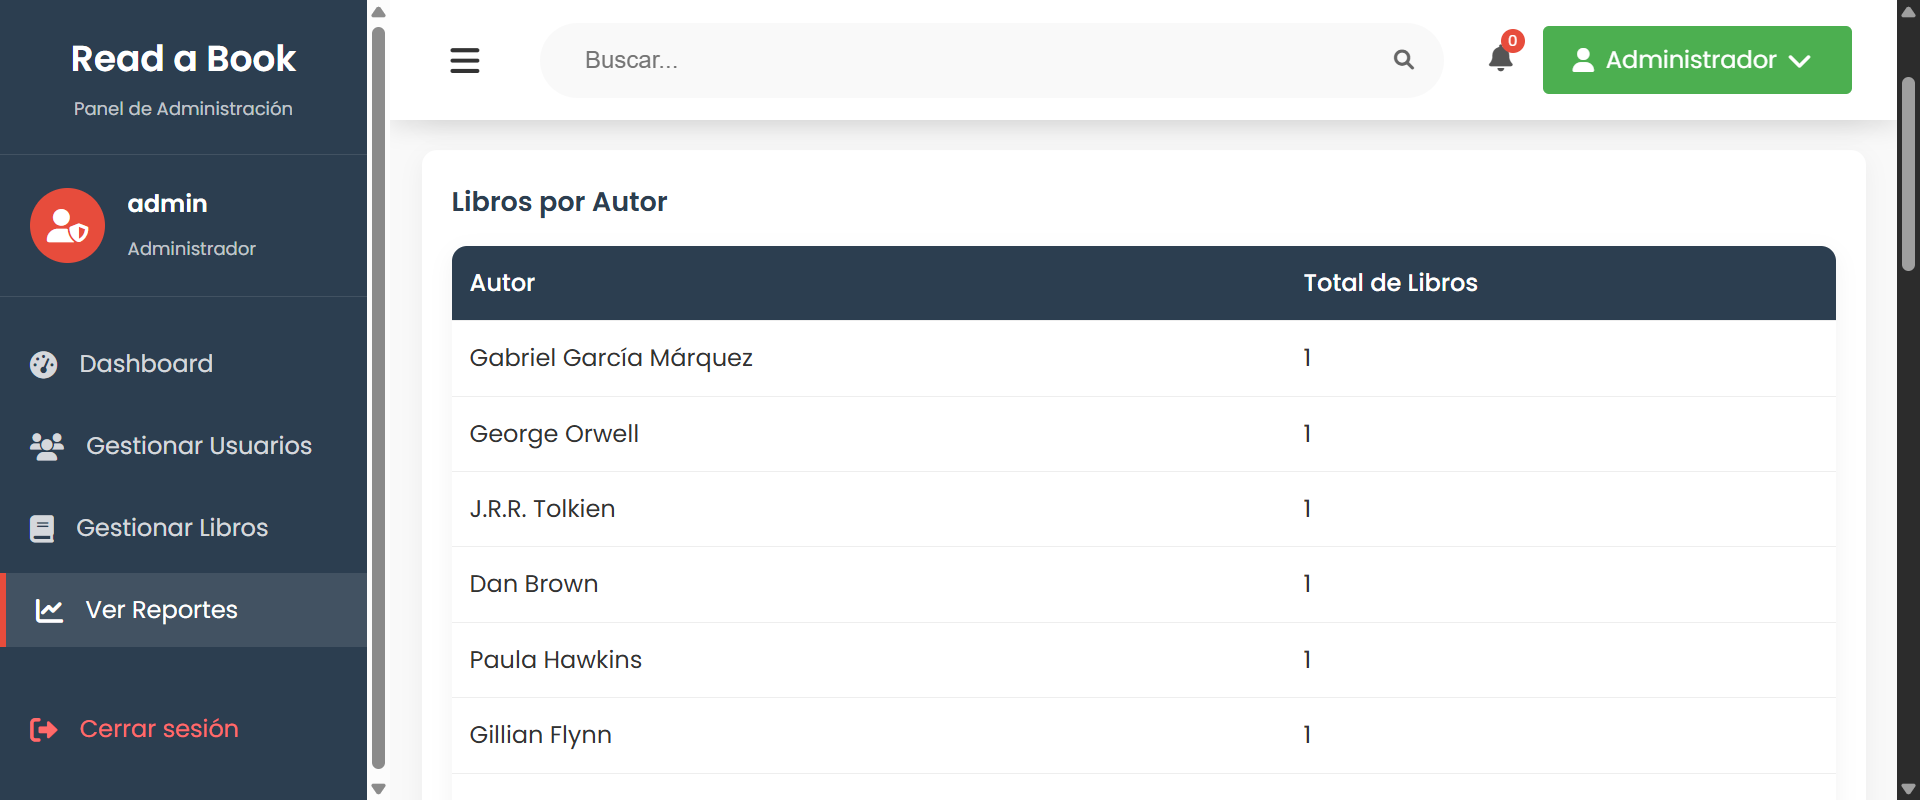 Read a Book
Panel de Administración
admin
Administrador
Dashboard
Gestionar Usuarios
Gestionar Libros
Ver Reportes
Cerrar sesión
Buscar...
0
Administrador
Libros por Autor
Autor Total de Libros
Gabriel García Márquez 1
George Orwell 1
J.R.R. Tolkien 1
Dan Brown 1
Paula Hawkins 1
Gillian Flynn 1